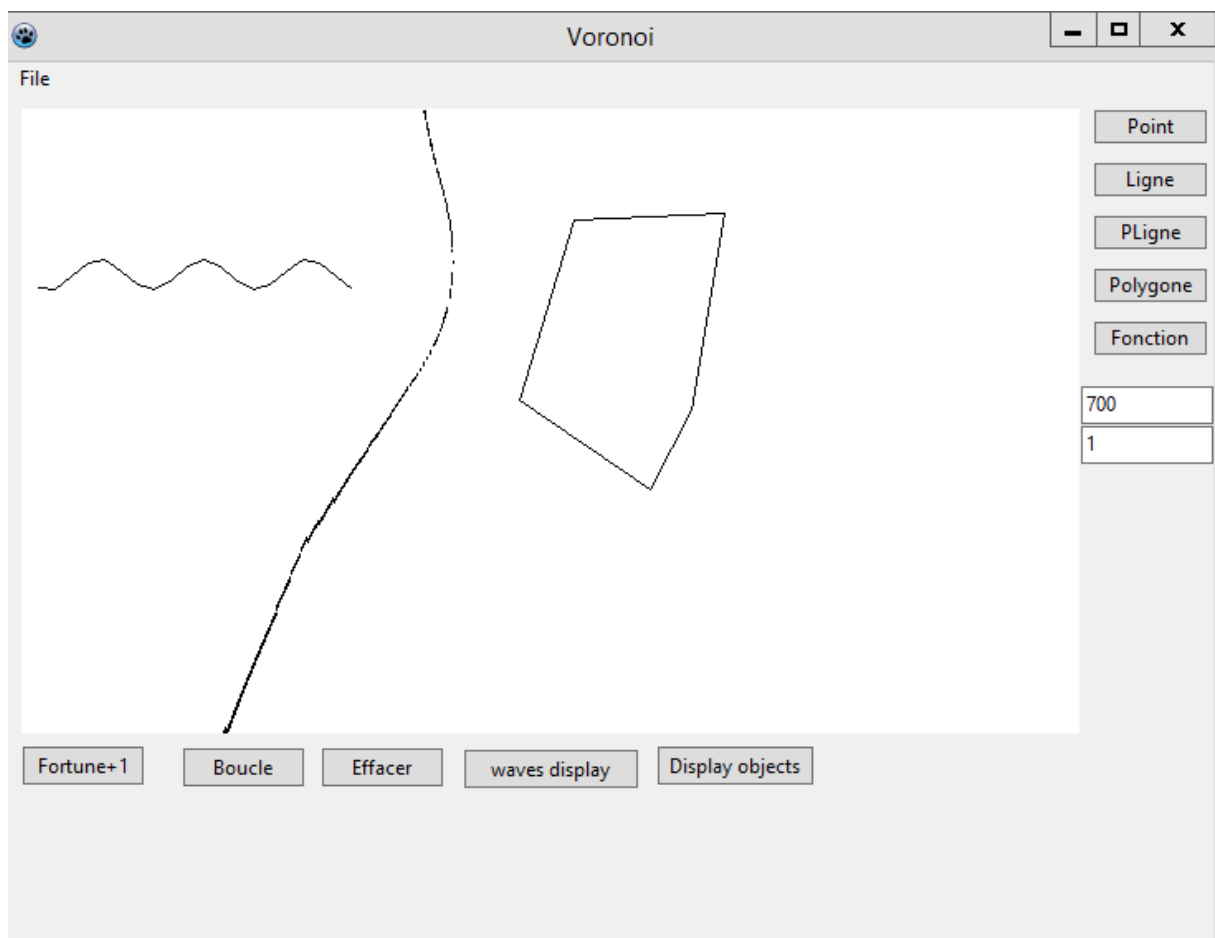 Voronoi
File
Point
Ligne
PLigne
Polygone
Fonction
700
1
Fortune+1
Boucle
Effacer
waves display
Display objects